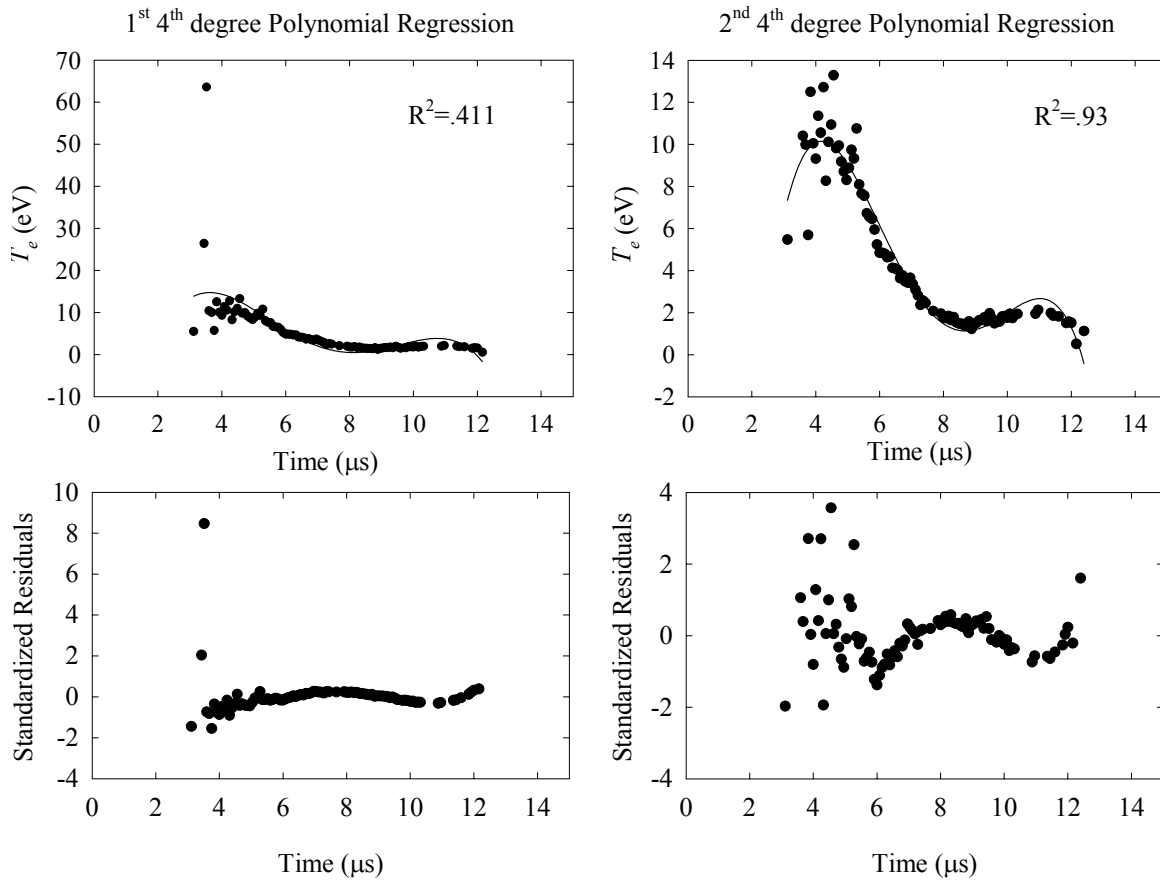 1st 4th degree Polynomial Regression
70
60
50
40
30
20
10
0
-10
T_e (eV)
R2=.411
0 2 4 6 8 10 12 14
Time (μs)
2nd 4th degree Polynomial Regression
14
12
10
8
6
4
2
0
-2
T_e (eV)
R2=.93
0 2 4 6 8 10 12 14
Time (μs)
10
8
6
4
2
0
-2
-4
Standardized Residuals
0 2 4 6 8 10 12 14
Time (μs)
4
2
0
-2
-4
Standardized Residuals
0 2 4 6 8 10 12 14
Time (μs)